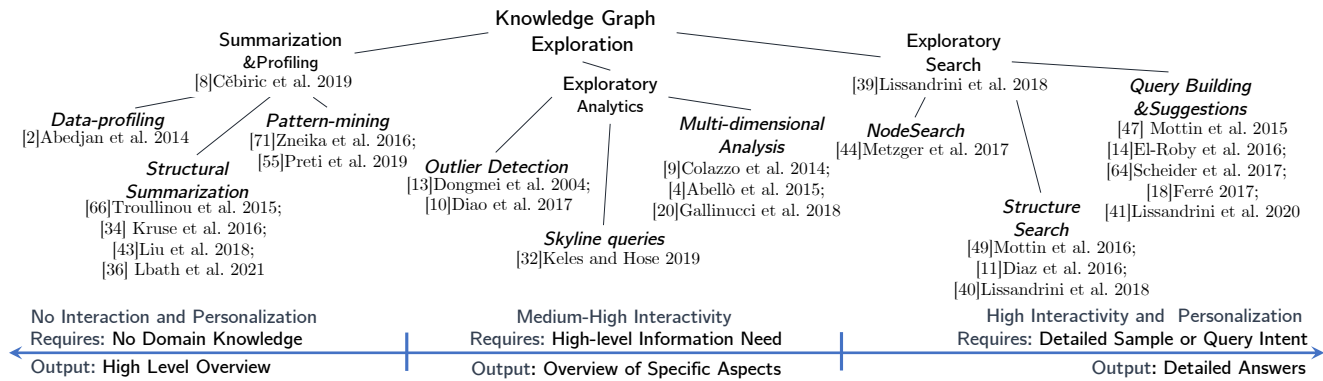 Knowledge Graph
Exploration
Summarization
&Profiling
[8]Cĕbiric et al. 2019
Data-profiling
[2]Abedjan et al. 2014
Pattern-mining
[71]Zneika et al. 2016;
[55]Preti et al. 2019
Structural
Summarization
[66]Troullinou et al. 2015;
[34] Kruse et al. 2016;
[43]Liu et al. 2018;
[36] Lbath et al. 2021
Exploratory
Analytics
Outlier Detection
[13]Dongmei et al. 2004;
[10]Diao et al. 2017
Skyline queries
[32]Keles and Hose 2019
Multi-dimensional
Analysis
[9]Colazzo et al. 2014;
[4]Abellò et al. 2015;
[20]Gallinucci et al. 2018
Exploratory
Search
[39]Lissandrini et al. 2018
NodeSearch
[44]Metzger et al. 2017
Structure
Search
[49]Mottin et al. 2016;
[11]Diaz et al. 2016;
[40]Lissandrini et al. 2018
Query Building
&Suggestions
[47] Mottin et al. 2015
[14]El-Roby et al. 2016;
[64]Scheider et al. 2017;
[18]Ferré 2017;
[41]Lissandrini et al. 2020
No Interaction and Personalization
Requires: No Domain Knowledge
Output: High Level Overview
Medium-High Interactivity
Requires: High-level Information Need
Output: Overview of Specific Aspects
High Interactivity and Personalization
Requires: Detailed Sample or Query Intent
Output: Detailed Answers